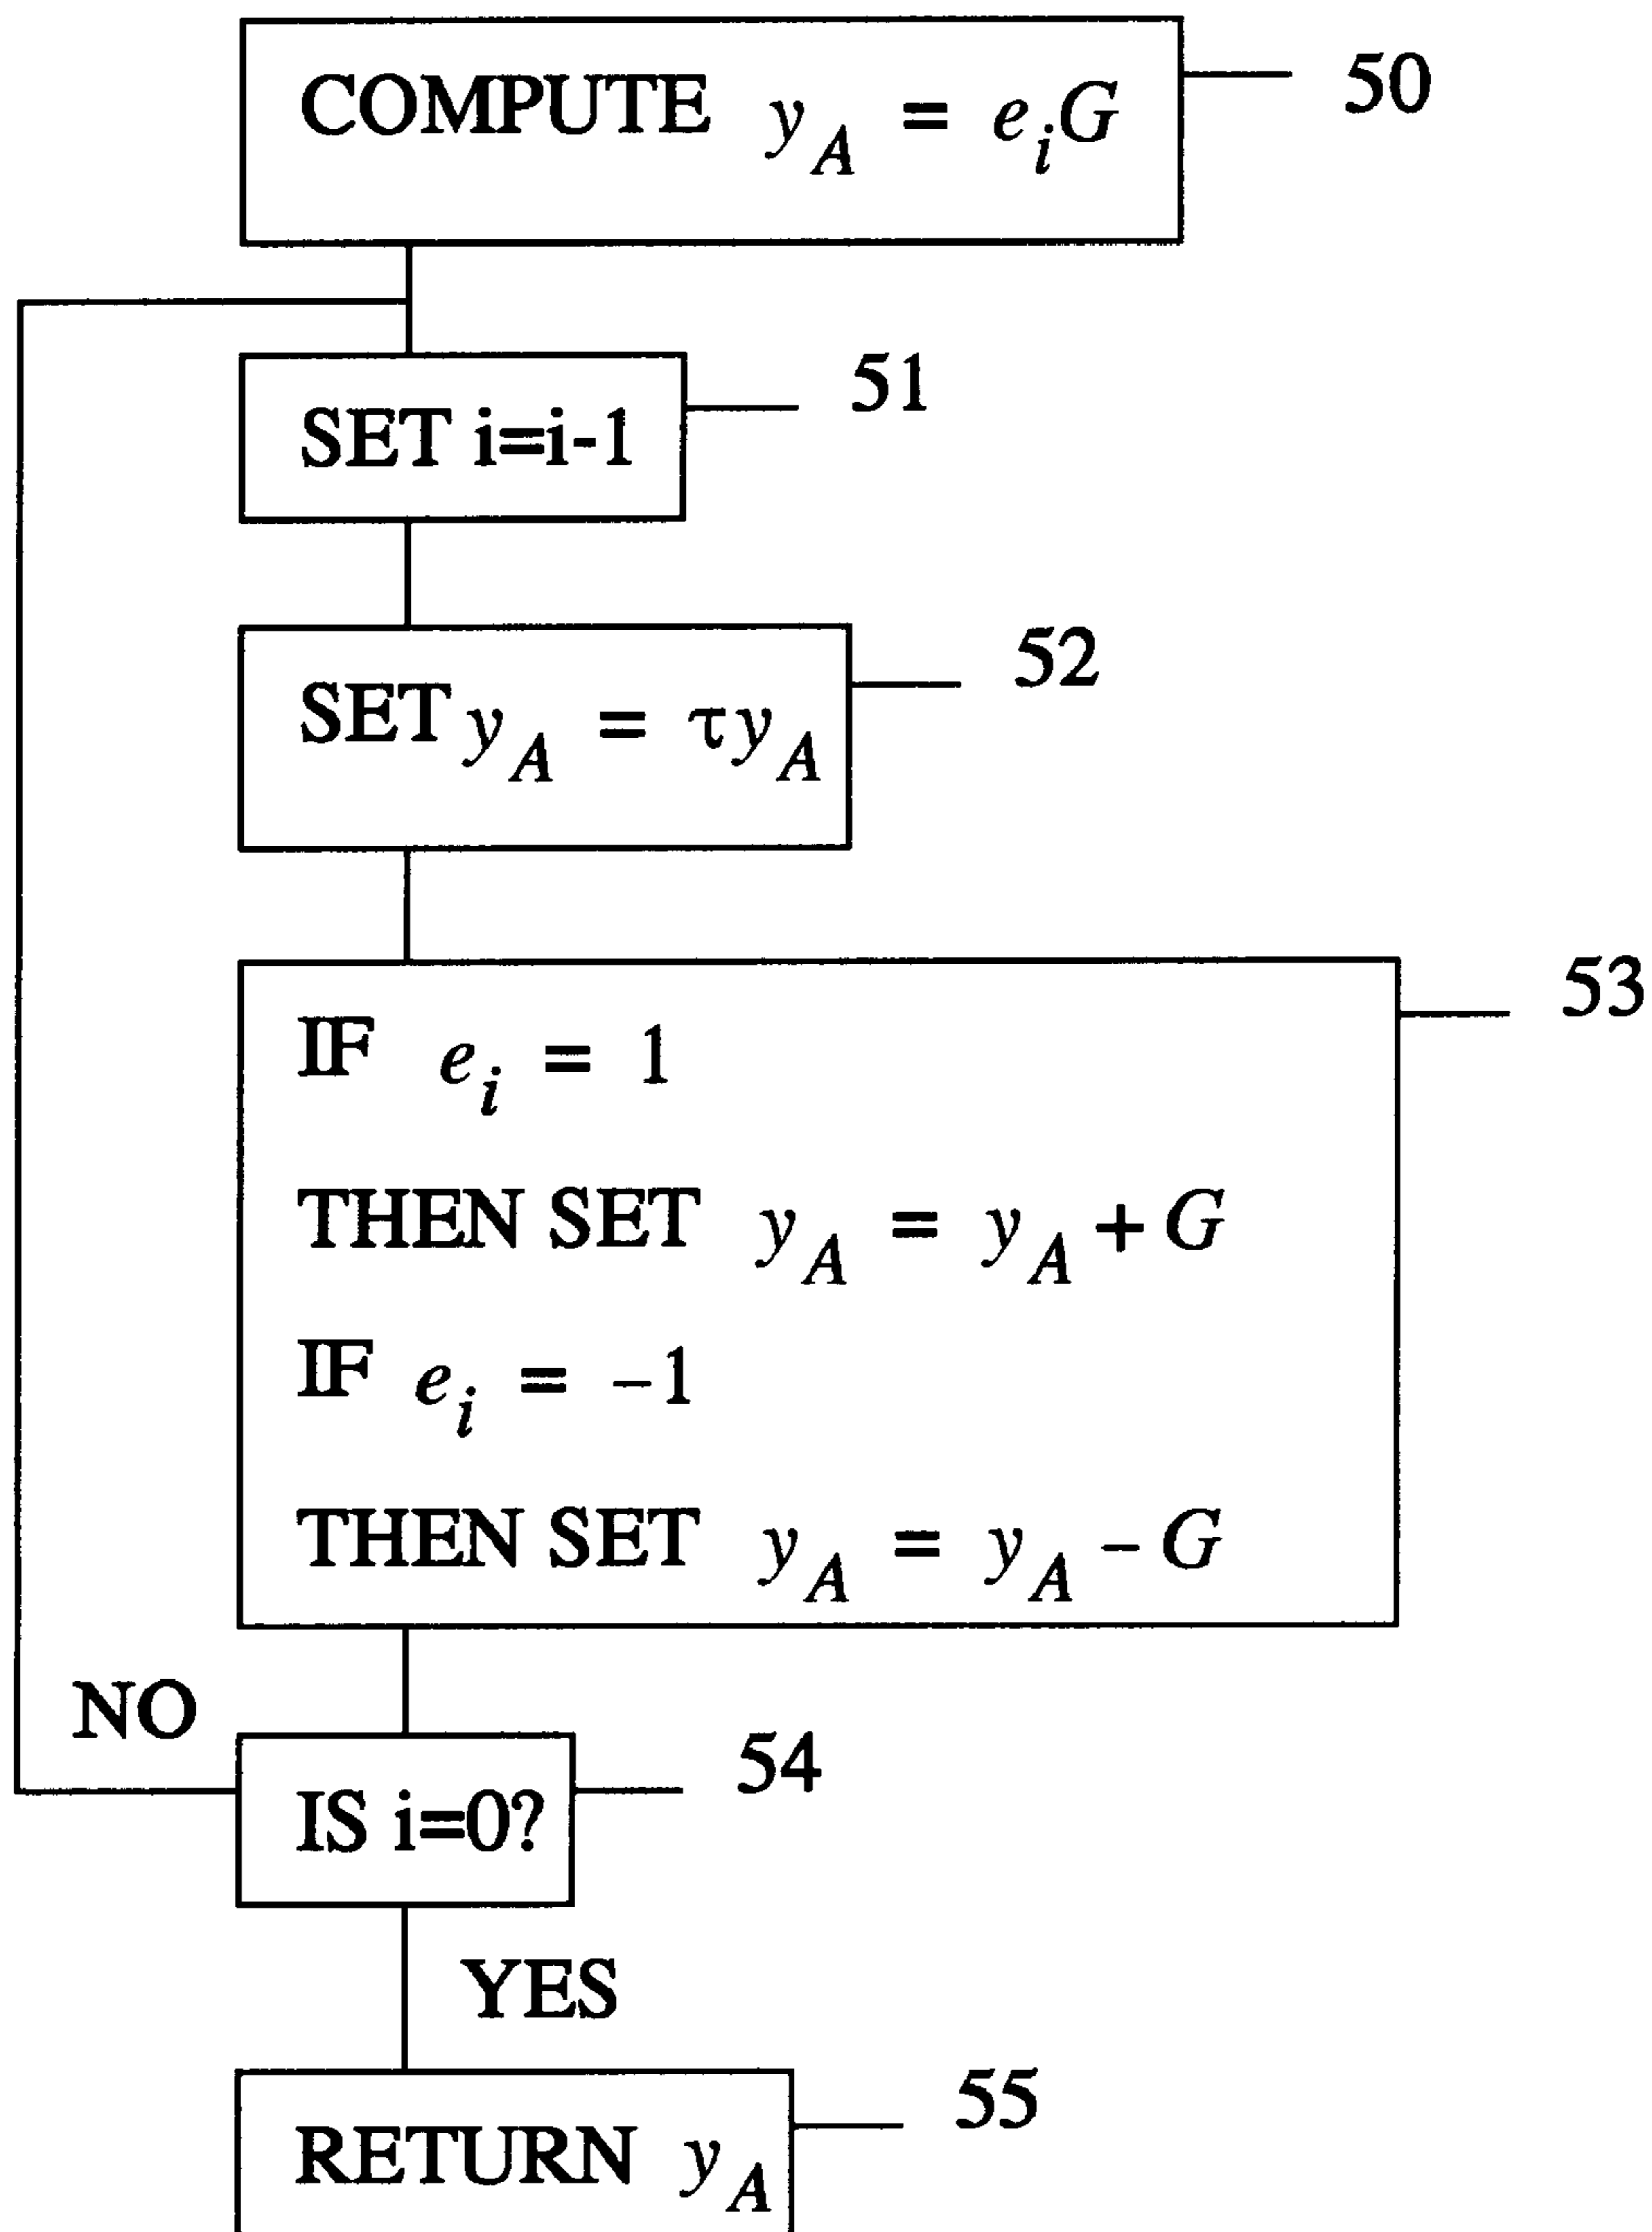 COMPUTE y_A = e_i G
50
SET i=i-1
51
SET y_A = τy_A
52
IF e_i = 1
53
THEN SET y_A = y_A + G
IF e_i = −1
THEN SET y_A = y_A − G
NO
IS i=0?
54
YES
RETURN y_A
55